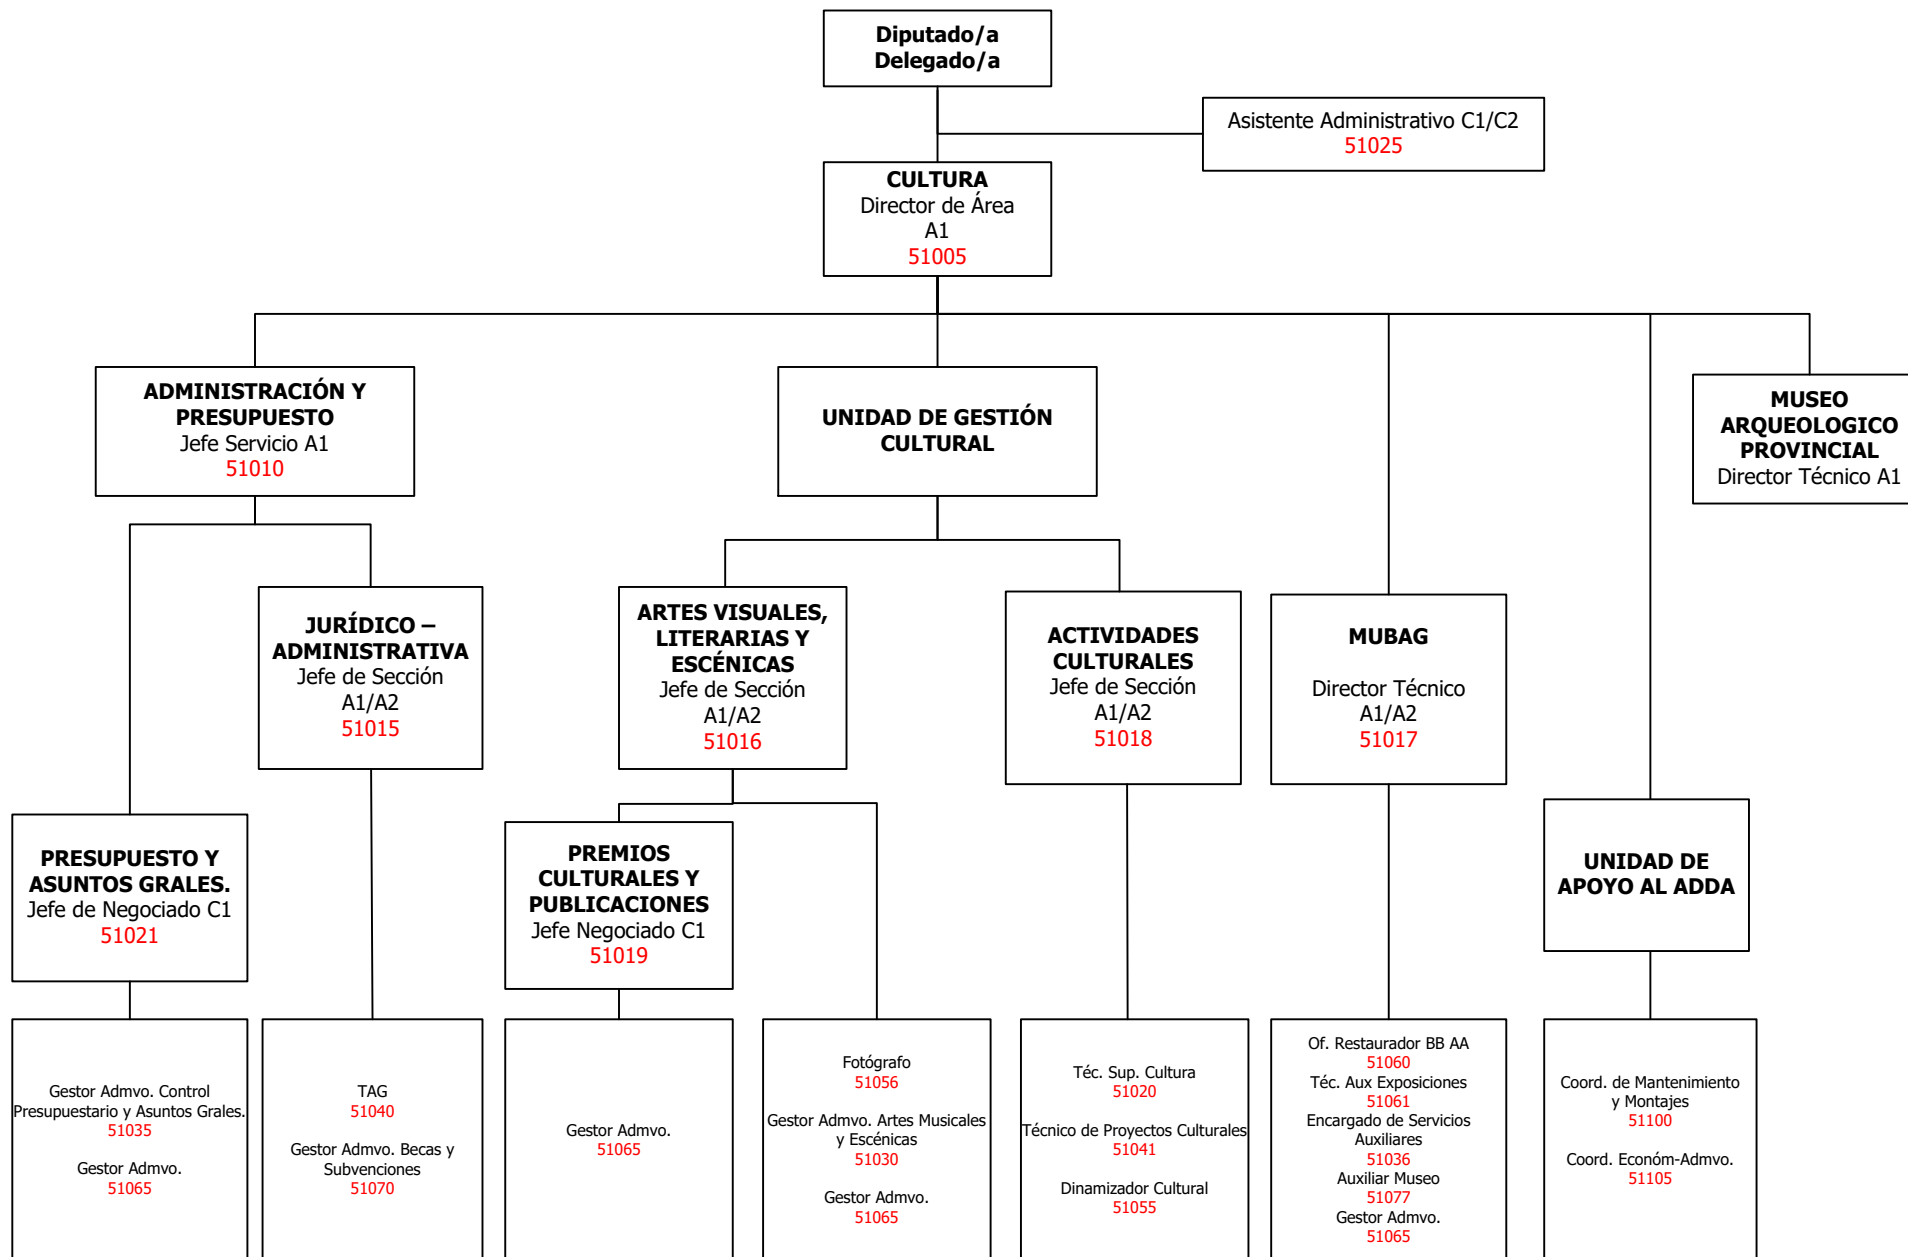 Diputado/a
Delegado/a
Asistente Administrativo C1/C2
51025
CULTURA
Director de Área
A1
51005
ADMINISTRACIÓN Y
PRESUPUESTO
Jefe Servicio A1
51010
UNIDAD DE GESTIÓN
CULTURAL
MUSEO
ARQUEOLOGICO
PROVINCIAL
Director Técnico A1
JURÍDICO –
ADMINISTRATIVA
Jefe de Sección
A1/A2
51015
ARTES VISUALES,
LITERARIAS Y
ESCÉNICAS
Jefe de Sección
A1/A2
51016
ACTIVIDADES
CULTURALES
Jefe de Sección
A1/A2
51018
MUBAG
Director Técnico
A1/A2
51017
PRESUPUESTO Y
ASUNTOS GRALES.
Jefe de Negociado C1
51021
PREMIOS
CULTURALES Y
PUBLICACIONES
Jefe Negociado C1
51019
UNIDAD DE
APOYO AL ADDA
Gestor Admvo. Control
Presupuestario y Asuntos Grales.
51035
Gestor Admvo.
51065
TAG
51040
Gestor Admvo. Becas y
Subvenciones
51070
Gestor Admvo.
51065
Fotógrafo
51056
Gestor Admvo. Artes Musicales
y Escénicas
51030
Gestor Admvo.
51065
Téc. Sup. Cultura
51020
Técnico de Proyectos Culturales
51041
Dinamizador Cultural
51055
Of. Restaurador BB AA
51060
Téc. Aux Exposiciones
51061
Encargado de Servicios
Auxiliares
51036
Auxiliar Museo
51077
Gestor Admvo.
51065
Coord. de Mantenimiento
y Montajes
51100
Coord. Económ-Admvo.
51105